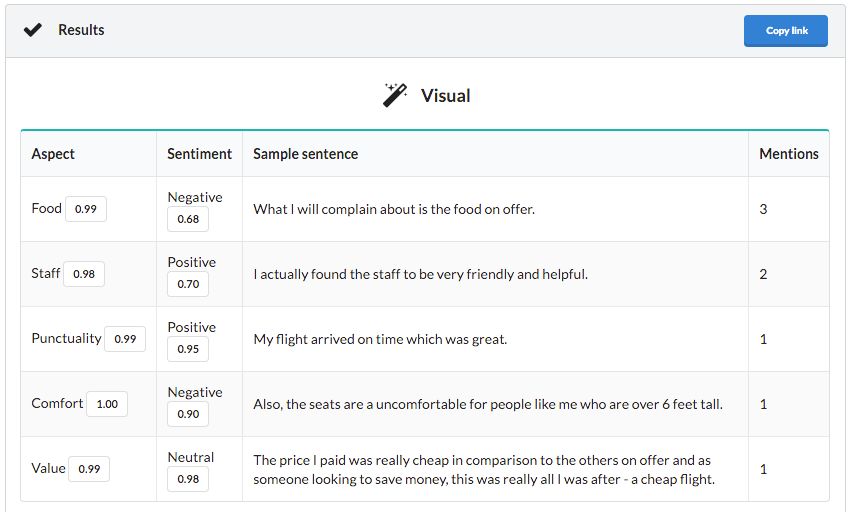 Results
Copy link
Visual
Aspect Sentiment Sample sentence Mentions
Food 0.99 Negative 0.68 What I will complain about is the food on offer. 3
Staff 0.98 Positive 0.70 I actually found the staff to be very friendly and helpful. 2
Punctuality 0.99 Positive 0.95 My flight arrived on time which was great. 1
Comfort 1.00 Negative 0.90 Also, the seats are a uncomfortable for people like me who are over 6 feet tall. 1
Value 0.99 Neutral 0.98 The price I paid was really cheap in comparison to the others on offer and as
someone looking to save money, this was really all I was after - a cheap flight. 1